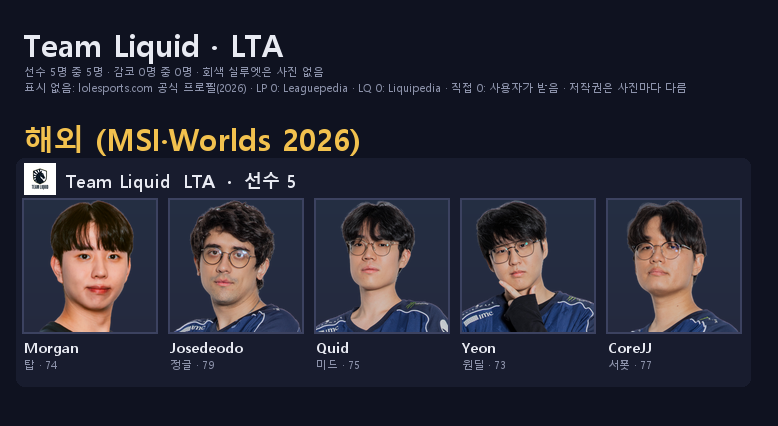 Team Liquid · LTA
선수 5명 중 5명 · 감코 0명 중 0명 · 회색 실루엣은 사진 없음
표시 없음: lolesports.com 공식 프로필(2026) · LP 0: Leaguepedia · LQ 0: Liquipedia · 직접 0: 사용자가 받음 · 저작권은 사진마다 다름
해외 (MSI·Worlds 2026)
TEAM LIQUID
Team Liquid LTA · 선수 5
Morgan
탑 · 74
Josedeodo
정글 · 79
Quid
미드 · 75
Yeon
원딜 · 73
CoreJJ
서폿 · 77